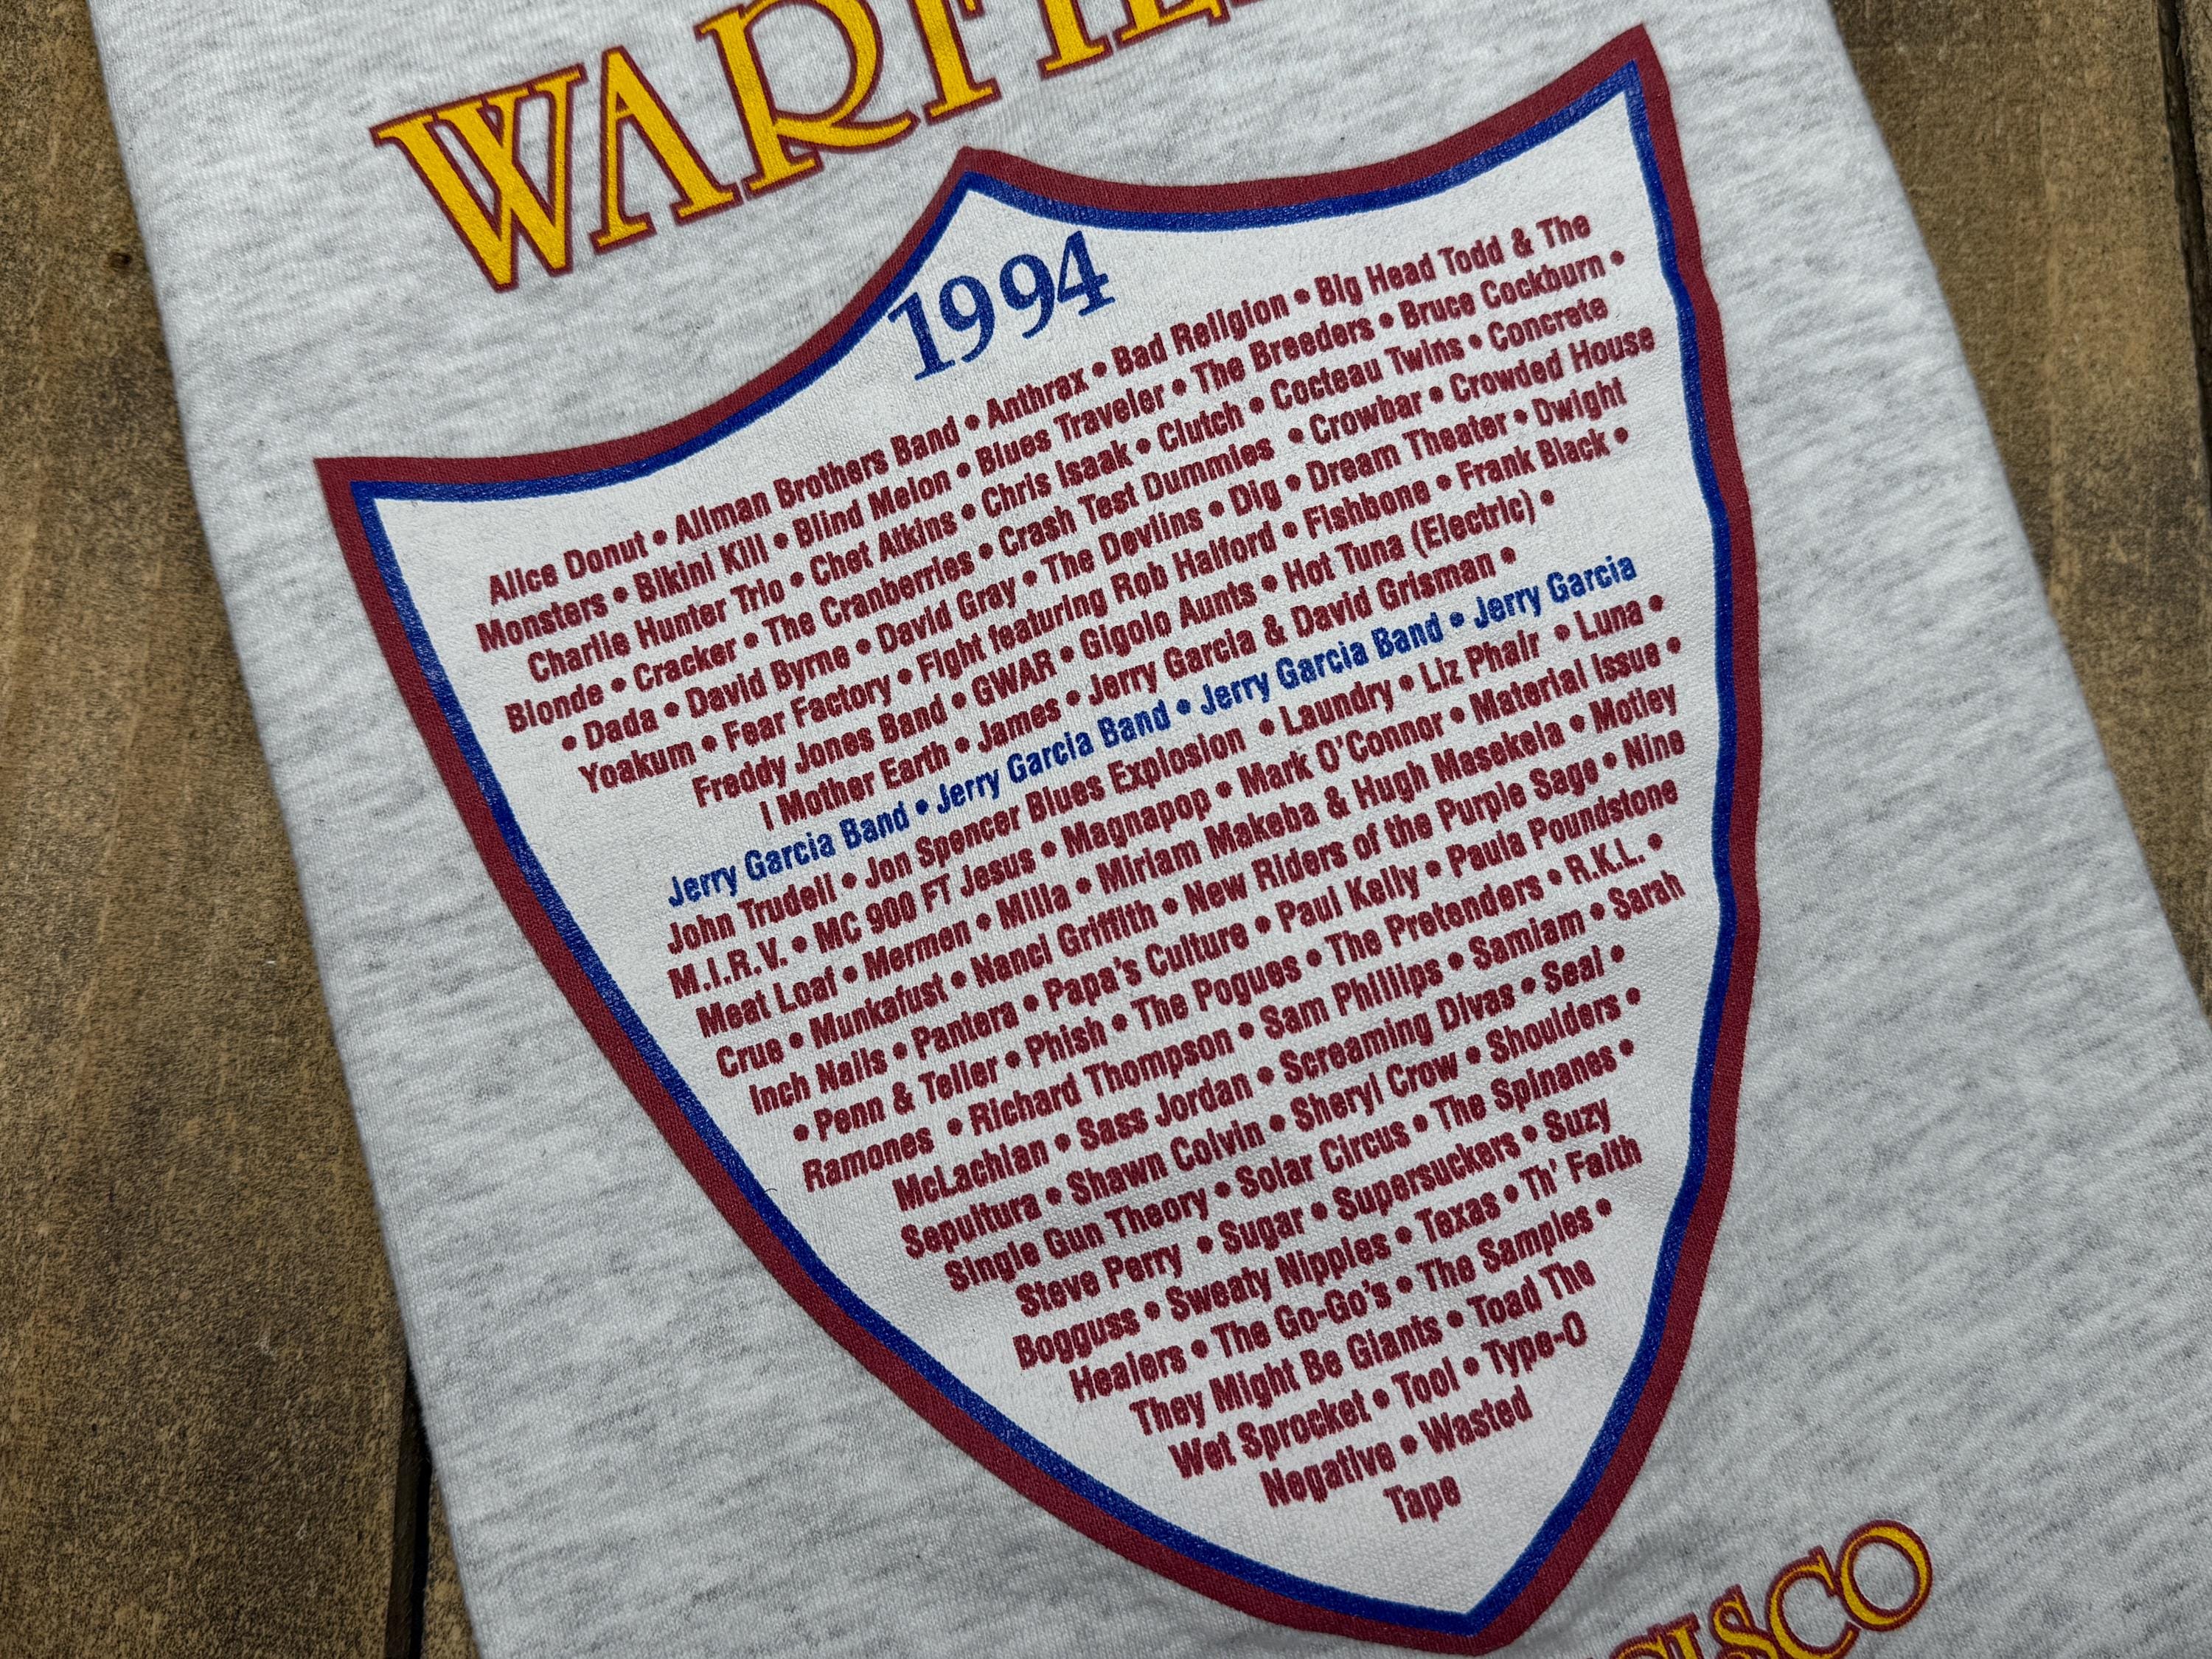 WARFIEL
1994
Alice Donut • Allman Brothers Band • Anthrax • Bad Religion • Big Head Todd & The
Monsters • Bikini Kill • Blind Melon • Blues Traveler • The Breeders • Bruce Cockburn •
Charlie Hunter Trio • Chet Atkins • Chris Isaak • Clutch • Cocteau Twins • Concrete
Blonde • Cracker • The Cranberries • Crash Test Dummies • Crowbar • Crowded House
• Dada • David Byrne • David Gray • The Devlins • Dig • Dream Theater • Dwight
Yoakum • Fear Factory • Fight featuring Rob Halford • Fishbone • Frank Black •
Freddy Jones Band • GWAR • Gigolo Aunts • Hot Tuna (Electric) •
I Mother Earth • James • Jerry Garcia & David Grisman •
Jerry Garcia Band • Jerry Garcia Band • Jerry Garcia Band • Jerry Garcia
John Trudell • Jon Spencer Blues Explosion • Laundry • Liz Phair • Luna •
M.I.R.V. • MC 900 FT Jesus • Magnapop • Mark O'Connor • Material Issue •
Meat Loaf • Mermen • Milla • Miriam Makeba & Hugh Masekela • Motley
Crue • Munkafust • Nanci Griffith • New Riders of the Purple Sage • Nine
Inch Nails • Pantera • Papa's Culture • Paul Kelly • Paula Poundstone
• Penn & Teller • Phish • The Pogues • The Pretenders • R.K.L. •
Ramones • Richard Thompson • Sam Phillips • Samiam • Sarah
McLachlan • Sass Jordan • Screaming Divas • Seal •
Sepultura • Shawn Colvin • Sheryl Crow • Shoulders •
Single Gun Theory • Solar Circus • The Spinanes •
Steve Perry • Sugar • Supersuckers • Suzy
Bogguss • Sweaty Nipples • Texas • Th' Faith
Healers • The Go-Go's • The Samples •
They Might Be Giants • Toad The
Wet Sprocket • Tool • Type-O
Negative • Wasted
Tape
CISCO